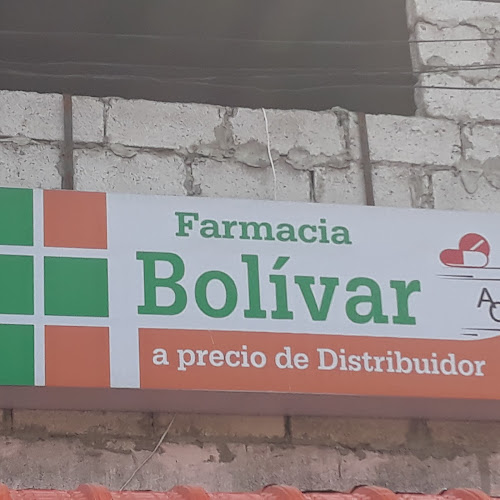 Farmacia
Bolívar
a precio de Distribuidor